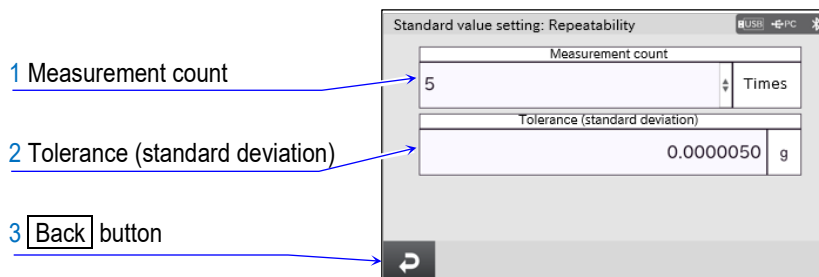 Standard value setting: Repeatability USB PC
Measurement count
1 Measurement count
5 Times
Tolerance (standard deviation)
2 Tolerance (standard deviation)
0.0000050 g
3 Back button